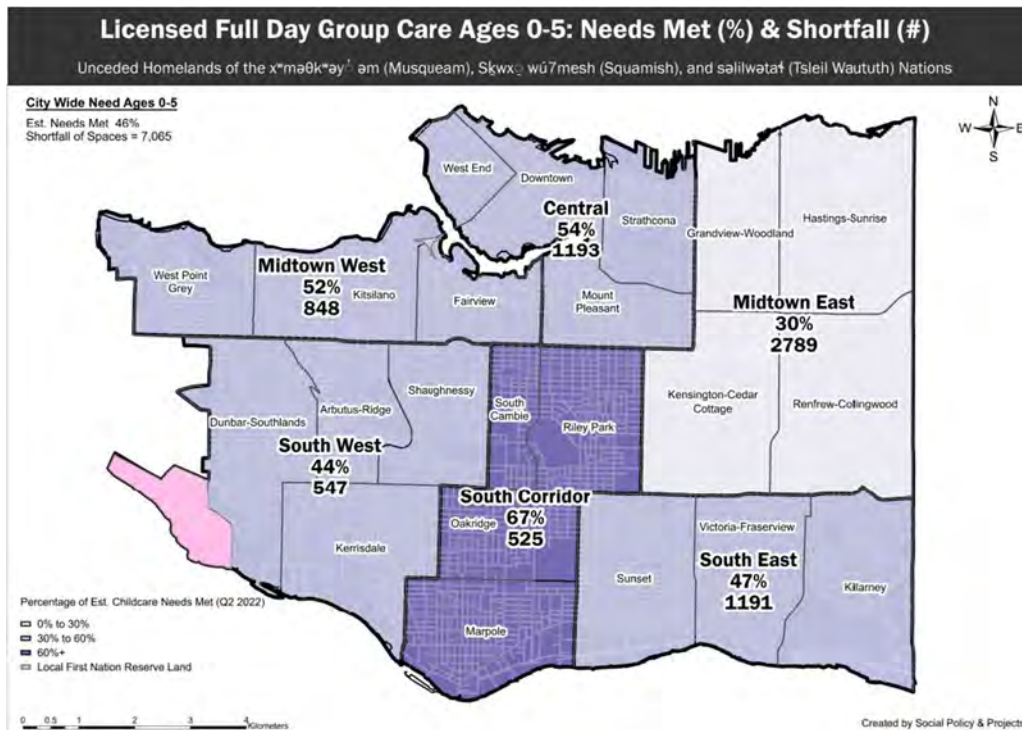 Licensed Full Day Group Care Ages 0-5: Needs Met (%) & Shortfall (#)
Unceded Homelands of the xʷməθkʷəy̓ əm (Musqueam), Sḵwx̱ wú7mesh (Squamish), and səlilwətaɬ (Tsleil Waututh) Nations
City Wide Need Ages 0-5
Est. Needs Met 46%
Shortfall of Spaces = 7,065
N
W E
S
West End
Downtown
Central
54%
1193
Strathcona
Grandview-Woodland
Hastings-Sunrise
West Point
Grey
Midtown West
52%
848
Kitsilano
Fairview
Mount
Pleasant
Midtown East
30%
2789
Dunbar-Southlands
Arbutus-Ridge
Shaughnessy
South
Cambie
Riley Park
Kensington-Cedar
Cottage
Renfrew-Collingwood
South West
44%
547
South Corridor
67%
525
Oakridge
Kerrisdale
Victoria-Fraserview
South East
47%
1191
Sunset
Killarney
Marpole
Percentage of Est. Childcare Needs Met (Q2 2022)
0% to 30%
30% to 60%
60%+
Local First Nation Reserve Land
0 0.5 1 2 3 4
Kilometers
Created by Social Policy & Projects